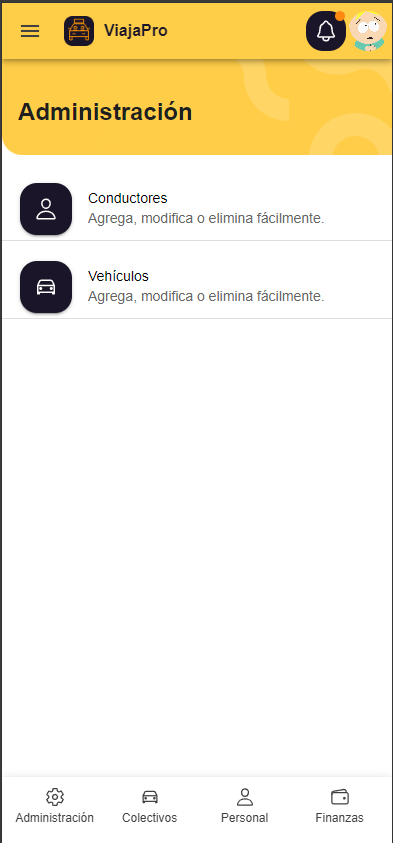 ViajaPro
Administración
Conductores
Agrega, modifica o elimina fácilmente.
Vehículos
Agrega, modifica o elimina fácilmente.
Administración
Colectivos
Personal
Finanzas